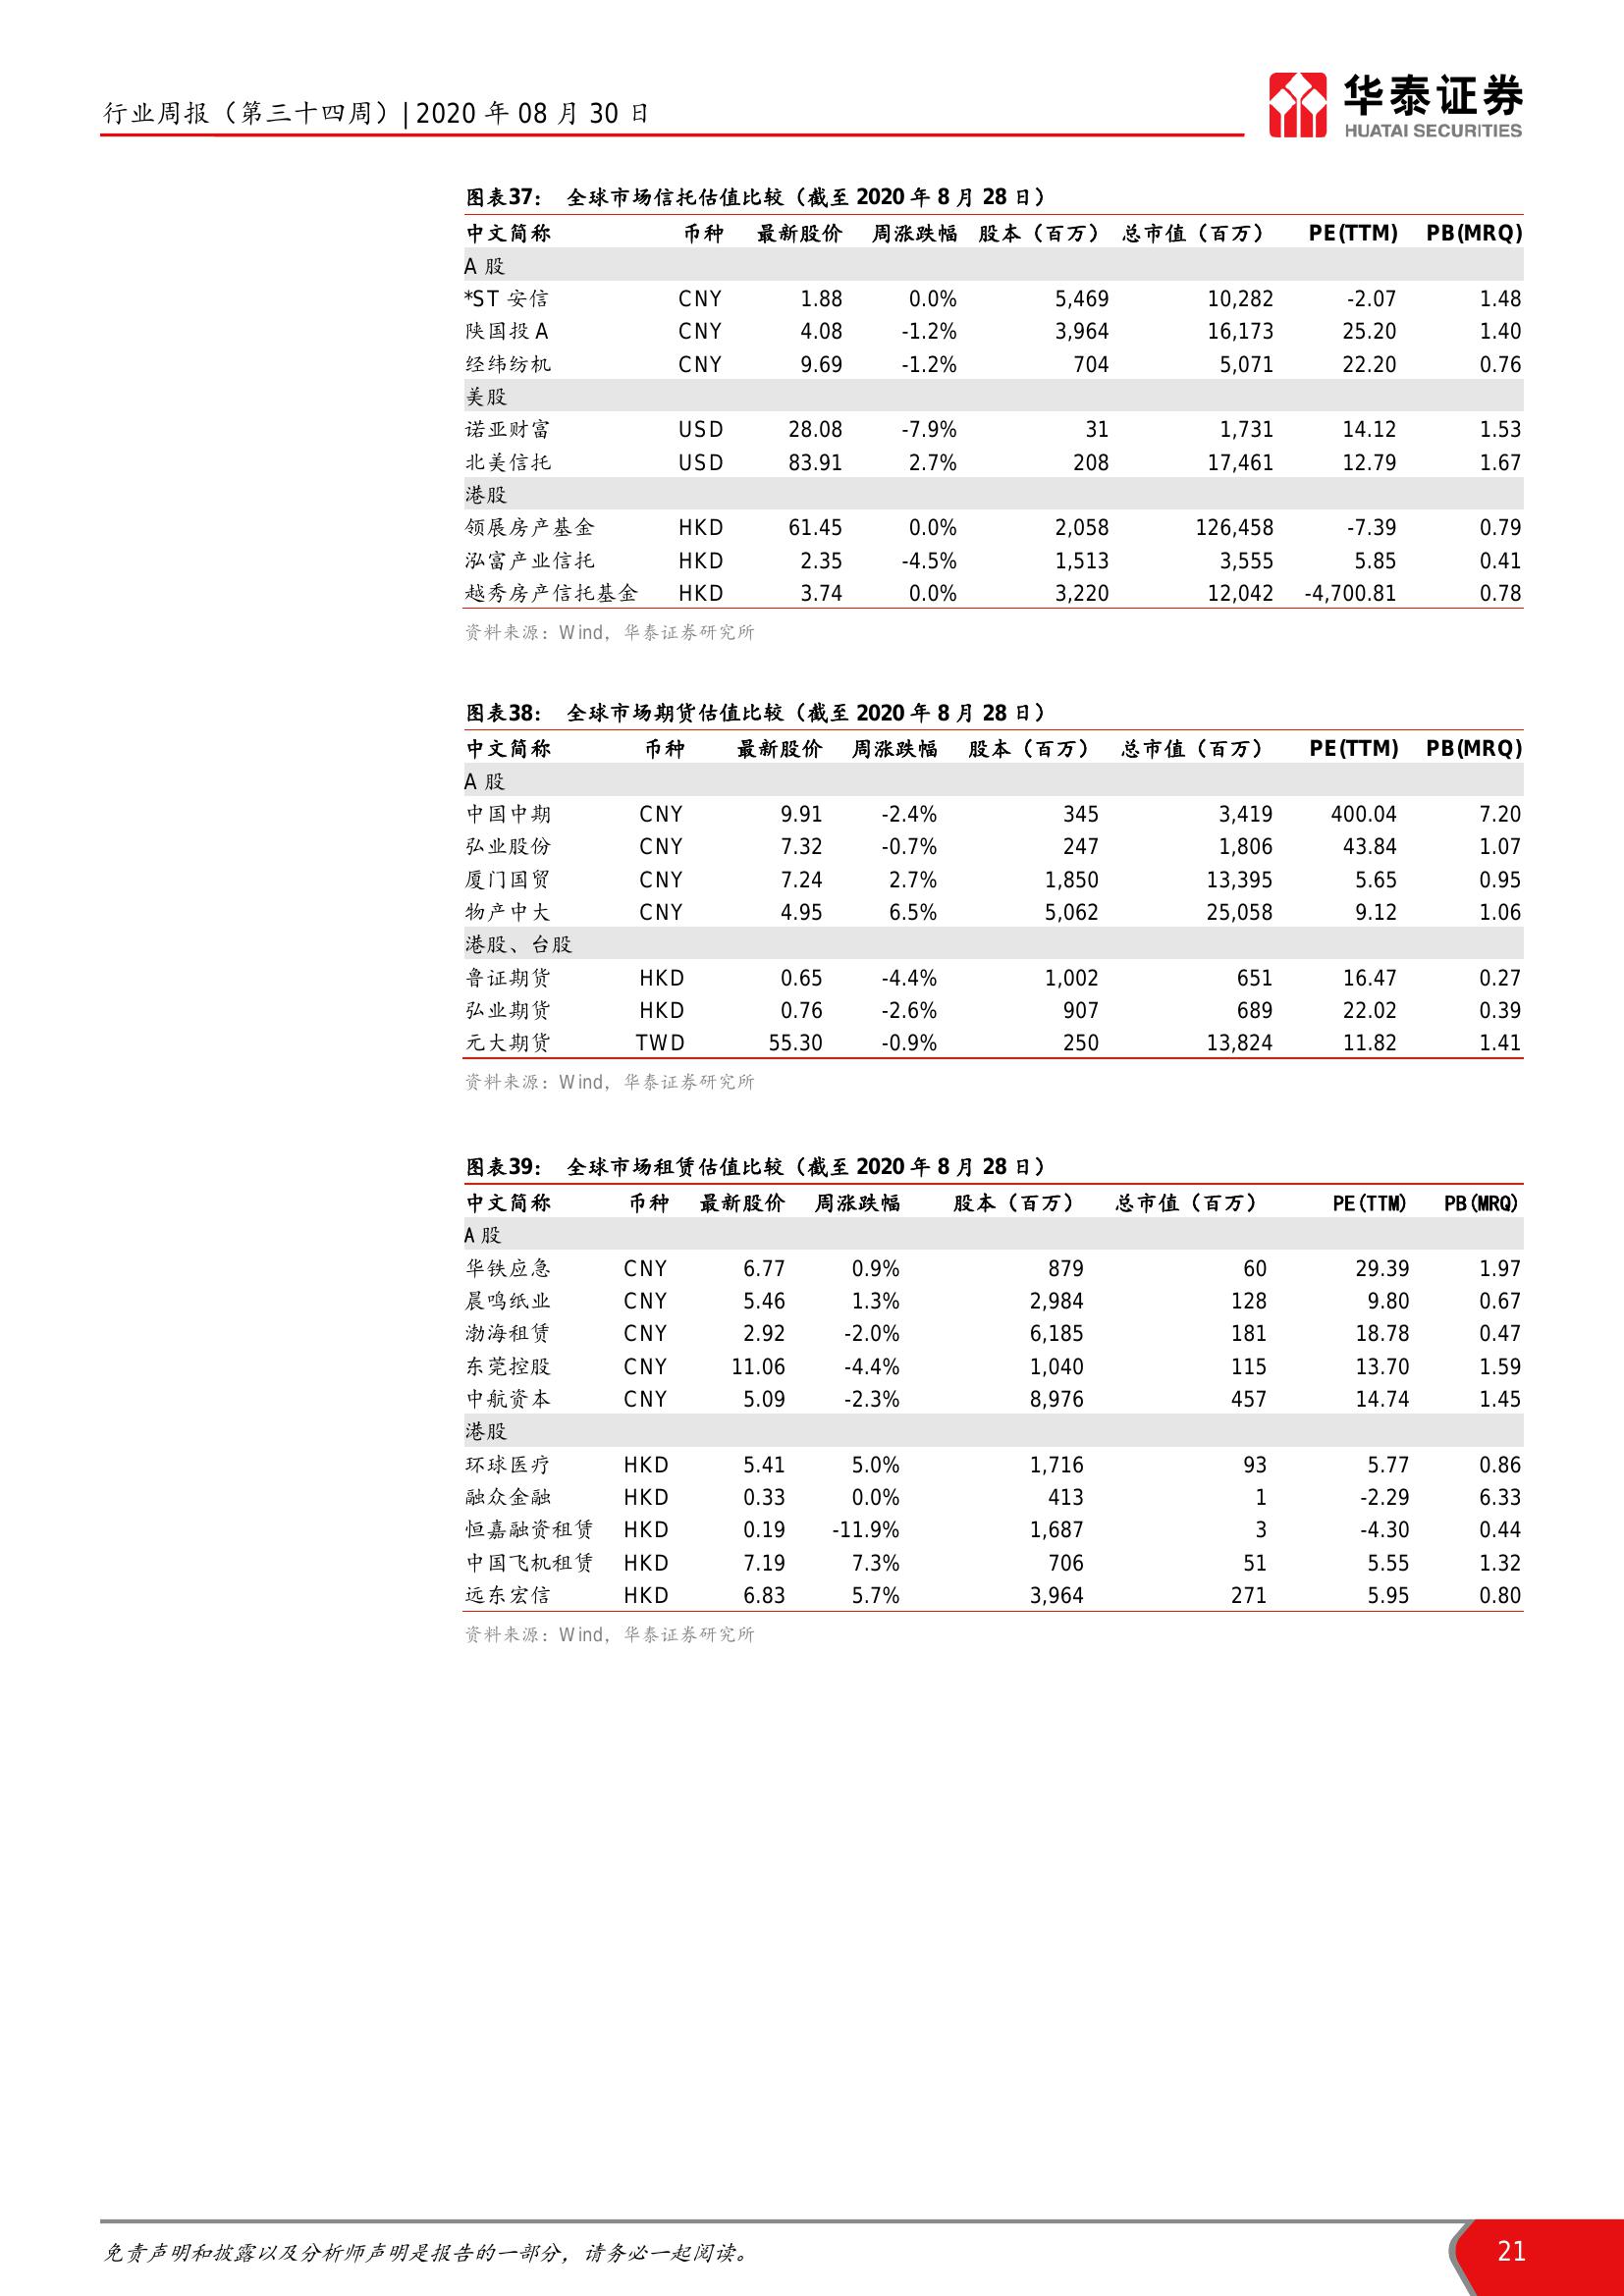 行业周报（第三十四周）| 2020 年 08 月 30 日
华泰证券
HUATAI SECURITIES
图表37： 全球市场信托估值比较（截至 2020 年 8 月 28 日）
中文简称 币种 最新股价 周涨跌幅 股本（百万） 总市值（百万） PE(TTM) PB(MRQ)
A 股
*ST 安信 CNY 1.88 0.0% 5,469 10,282 -2.07 1.48
陕国投 A CNY 4.08 -1.2% 3,964 16,173 25.20 1.40
经纬纺机 CNY 9.69 -1.2% 704 5,071 22.20 0.76
美股
诺亚财富 USD 28.08 -7.9% 31 1,731 14.12 1.53
北美信托 USD 83.91 2.7% 208 17,461 12.79 1.67
港股
领展房产基金 HKD 61.45 0.0% 2,058 126,458 -7.39 0.79
泓富产业信托 HKD 2.35 -4.5% 1,513 3,555 5.85 0.41
越秀房产信托基金 HKD 3.74 0.0% 3,220 12,042 -4,700.81 0.78
资料来源：Wind，华泰证券研究所
图表38： 全球市场期货估值比较（截至 2020 年 8 月 28 日）
中文简称 币种 最新股价 周涨跌幅 股本（百万） 总市值（百万） PE(TTM) PB(MRQ)
A 股
中国中期 CNY 9.91 -2.4% 345 3,419 400.04 7.20
弘业股份 CNY 7.32 -0.7% 247 1,806 43.84 1.07
厦门国贸 CNY 7.24 2.7% 1,850 13,395 5.65 0.95
物产中大 CNY 4.95 6.5% 5,062 25,058 9.12 1.06
港股、台股
鲁证期货 HKD 0.65 -4.4% 1,002 651 16.47 0.27
弘业期货 HKD 0.76 -2.6% 907 689 22.02 0.39
元大期货 TWD 55.30 -0.9% 250 13,824 11.82 1.41
资料来源：Wind，华泰证券研究所
图表39： 全球市场租赁估值比较（截至 2020 年 8 月 28 日）
中文简称 币种 最新股价 周涨跌幅 股本（百万） 总市值（百万） PE(TTM) PB(MRQ)
A 股
华铁应急 CNY 6.77 0.9% 879 60 29.39 1.97
晨鸣纸业 CNY 5.46 1.3% 2,984 128 9.80 0.67
渤海租赁 CNY 2.92 -2.0% 6,185 181 18.78 0.47
东莞控股 CNY 11.06 -4.4% 1,040 115 13.70 1.59
中航资本 CNY 5.09 -2.3% 8,976 457 14.74 1.45
港股
环球医疗 HKD 5.41 5.0% 1,716 93 5.77 0.86
融众金融 HKD 0.33 0.0% 413 1 -2.29 6.33
恒嘉融资租赁 HKD 0.19 -11.9% 1,687 3 -4.30 0.44
中国飞机租赁 HKD 7.19 7.3% 706 51 5.55 1.32
远东宏信 HKD 6.83 5.7% 3,964 271 5.95 0.80
资料来源：Wind，华泰证券研究所
免责声明和披露以及分析师声明是报告的一部分，请务必一起阅读。
21